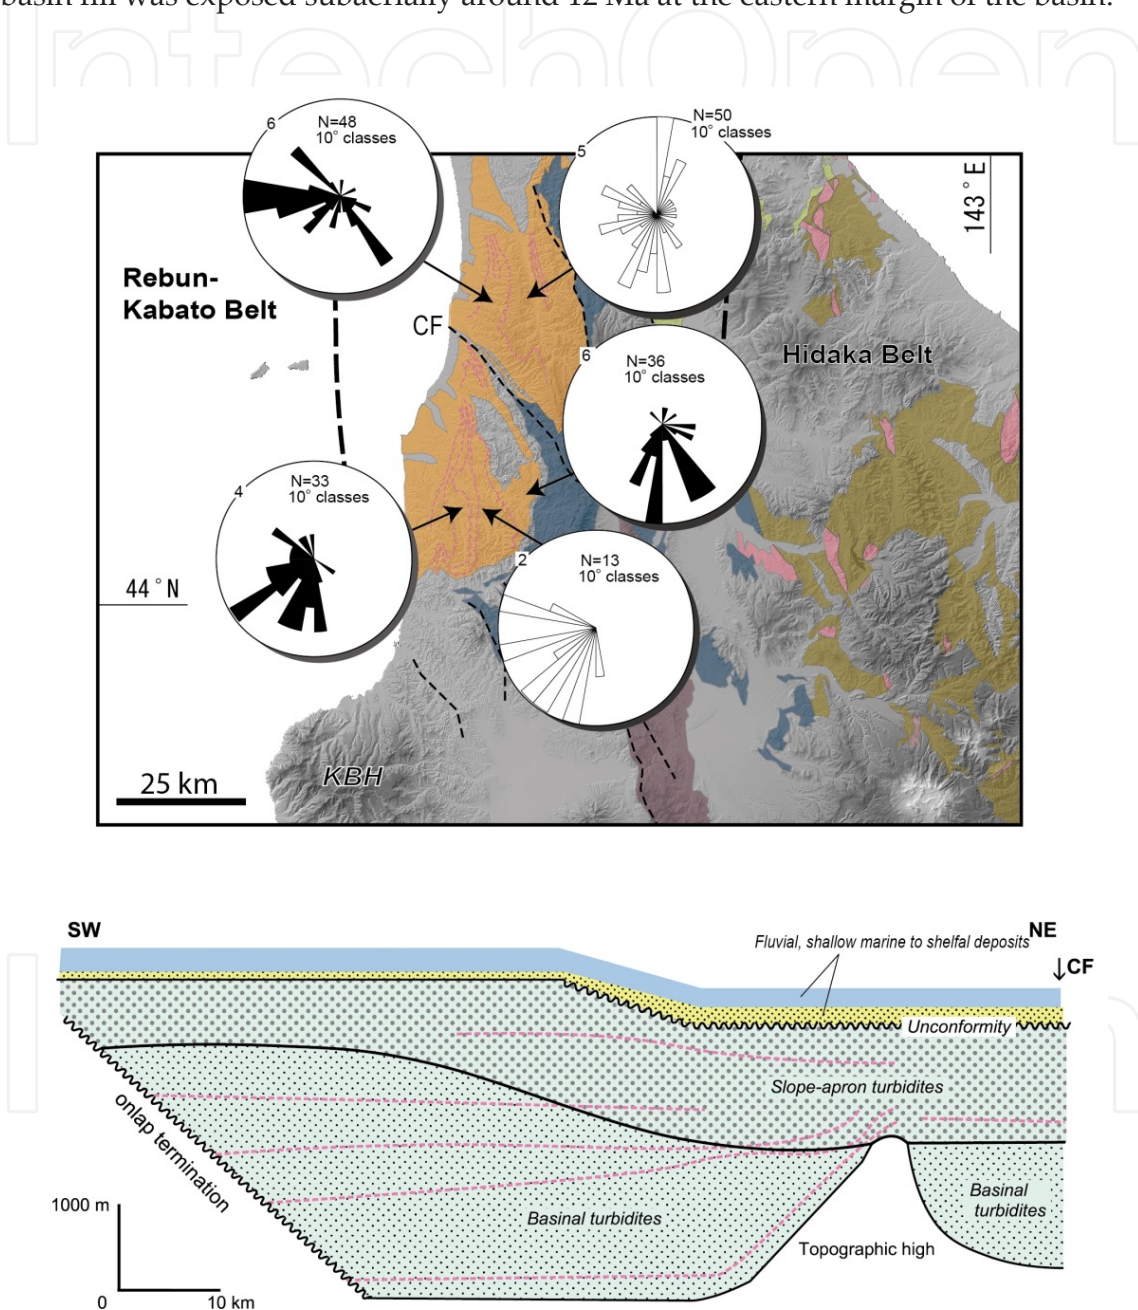 basin fill was exposed subaerially around 12 Ma at the eastern margin of the basin.
IntechOpen
6
N=48
10° classes
N=50
10° classes
5
143°E
Rebun-
Kabato Belt
CF
Hidaka Belt
6
N=36
10° classes
4
N=33
10° classes
2
N=13
10° classes
44°N
KBH
25 km
SW
Fluvial, shallow marine to shelfal deposits
NE
↓CF
Unconformity
Slope-apron turbidites
onlap termination
1000 m
Basinal turbidites
Basinal
turbidites
Topographic high
0
10 km